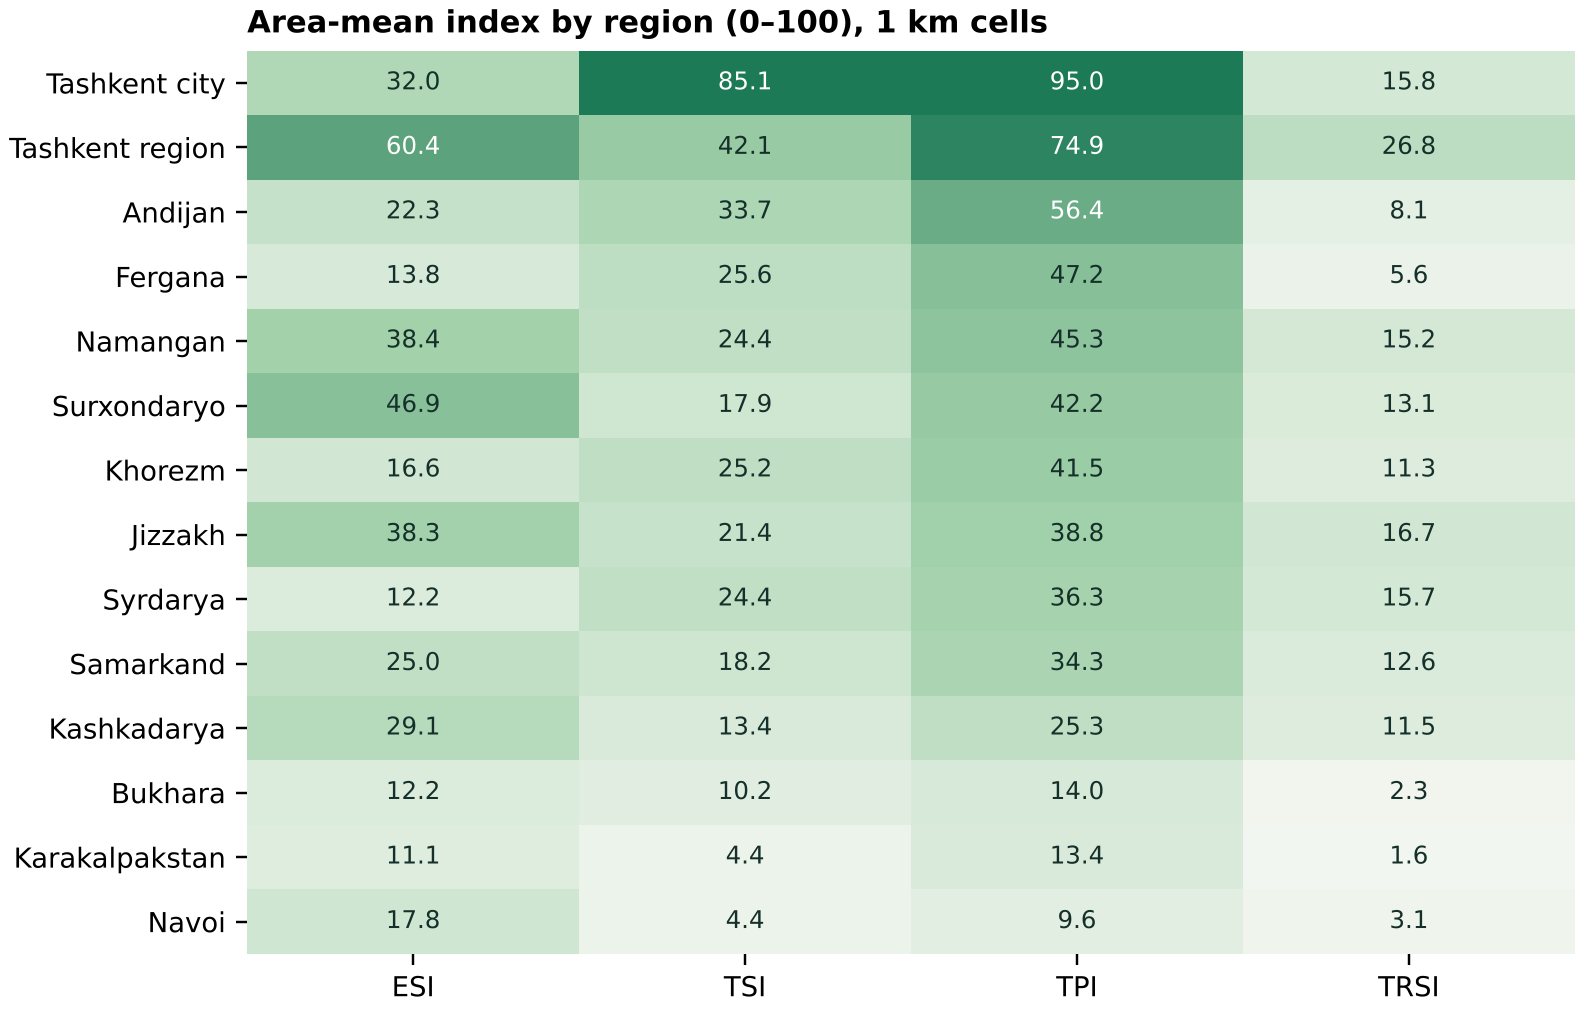 Area-mean index by region (0–100), 1 km cells
Tashkent city 32.0 85.1 95.0 15.8
Tashkent region 60.4 42.1 74.9 26.8
Andijan 22.3 33.7 56.4 8.1
Fergana 13.8 25.6 47.2 5.6
Namangan 38.4 24.4 45.3 15.2
Surxondaryo 46.9 17.9 42.2 13.1
Khorezm 16.6 25.2 41.5 11.3
Jizzakh 38.3 21.4 38.8 16.7
Syrdarya 12.2 24.4 36.3 15.7
Samarkand 25.0 18.2 34.3 12.6
Kashkadarya 29.1 13.4 25.3 11.5
Bukhara 12.2 10.2 14.0 2.3
Karakalpakstan 11.1 4.4 13.4 1.6
Navoi 17.8 4.4 9.6 3.1
ESI TSI TPI TRSI